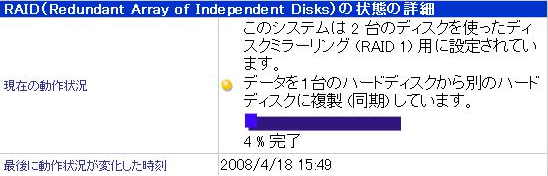 RAID(Redundant Array of Independent Disks)の状態の詳細
現在の動作状況
このシステムは 2 台のディスクを使ったディ
スクミラーリング (RAID 1) 用に設定されてい
ます。
データを1台のハードディスクから別のハード
ディスクに複製 (同期) しています。
4 % 完了
最後に動作状況が変化した時刻
2008/4/18 15:49